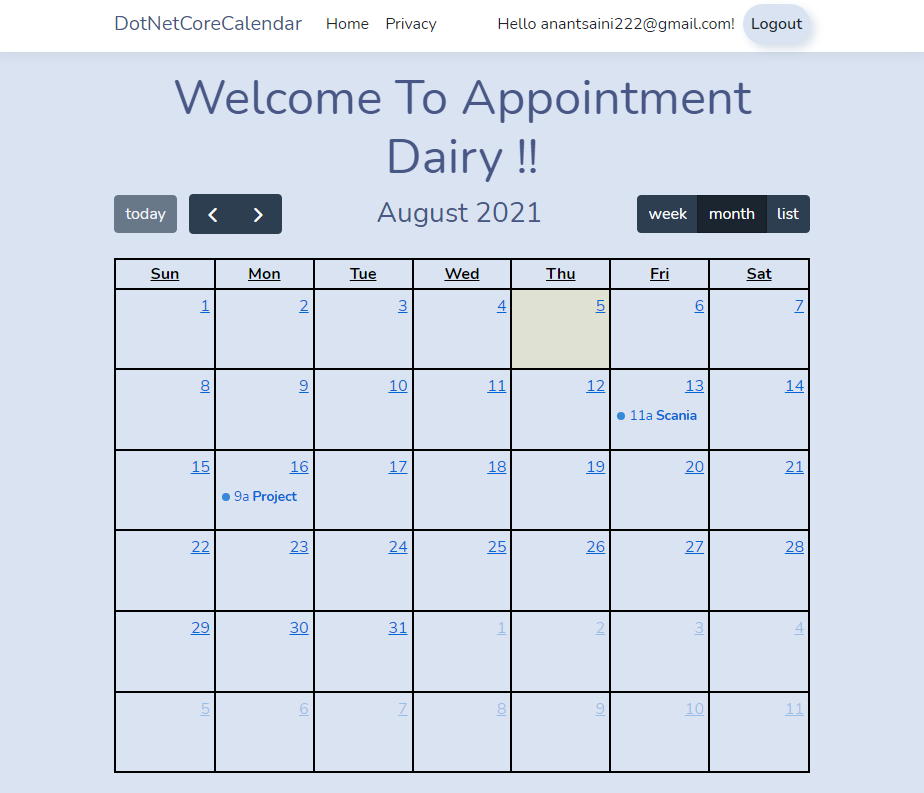 DotNetCoreCalendar Home Privacy Hello anantsaini222@gmail.com! Logout
Welcome To Appointment
Dairy !!
today August 2021 week month list
Sun Mon Tue Wed Thu Fri Sat
1 2 3 4 5 6 7
8 9 10 11 12 13 14
11a Scania
15 16 17 18 19 20 21
9a Project
22 23 24 25 26 27 28
29 30 31 1 2 3 4
5 6 7 8 9 10 11